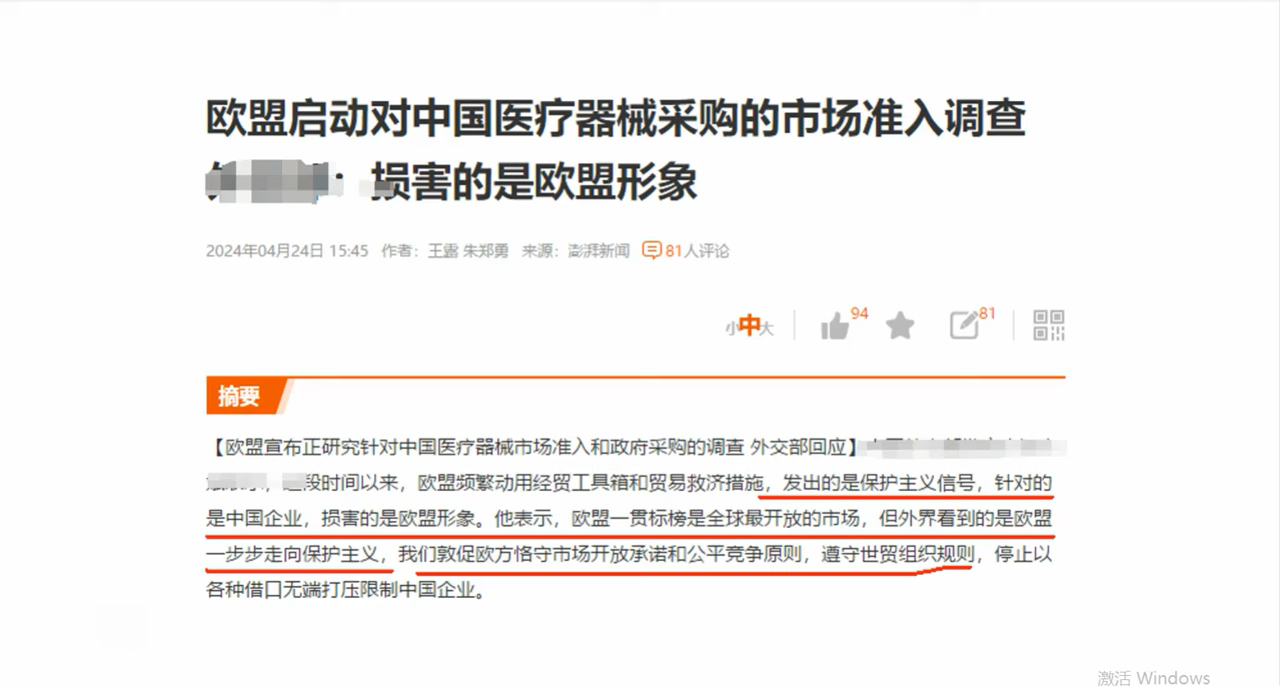 欧盟启动对中国医疗器械采购的市场准入调查
：损害的是欧盟形象
2024年04月24日 15:45 作者：王露 朱郑勇 来源：澎湃新闻 81人评论
小中大 94 81
摘要
【欧盟宣布正研究针对中国医疗器械市场准入和政府采购的调查 外交部回应】
段时间以来，欧盟频繁动用经贸工具箱和贸易救济措施，发出的是保护主义信号，针对的
是中国企业，损害的是欧盟形象。他表示，欧盟一贯标榜是全球最开放的市场，但外界看到的是欧盟
一步步走向保护主义，我们敦促欧方恪守市场开放承诺和公平竞争原则，遵守世贸组织规则，停止以
各种借口无端打压限制中国企业。
激活 Windows